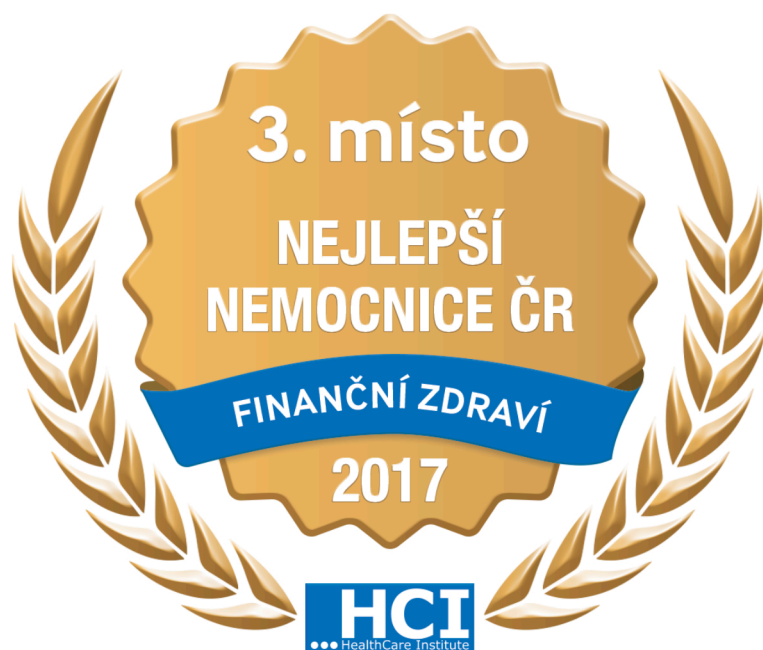 3. místo
NEJLEPŠÍ
NEMOCNICE ČR
FINANČNÍ ZDRAVÍ
2017
HCI
HealthCare Institute